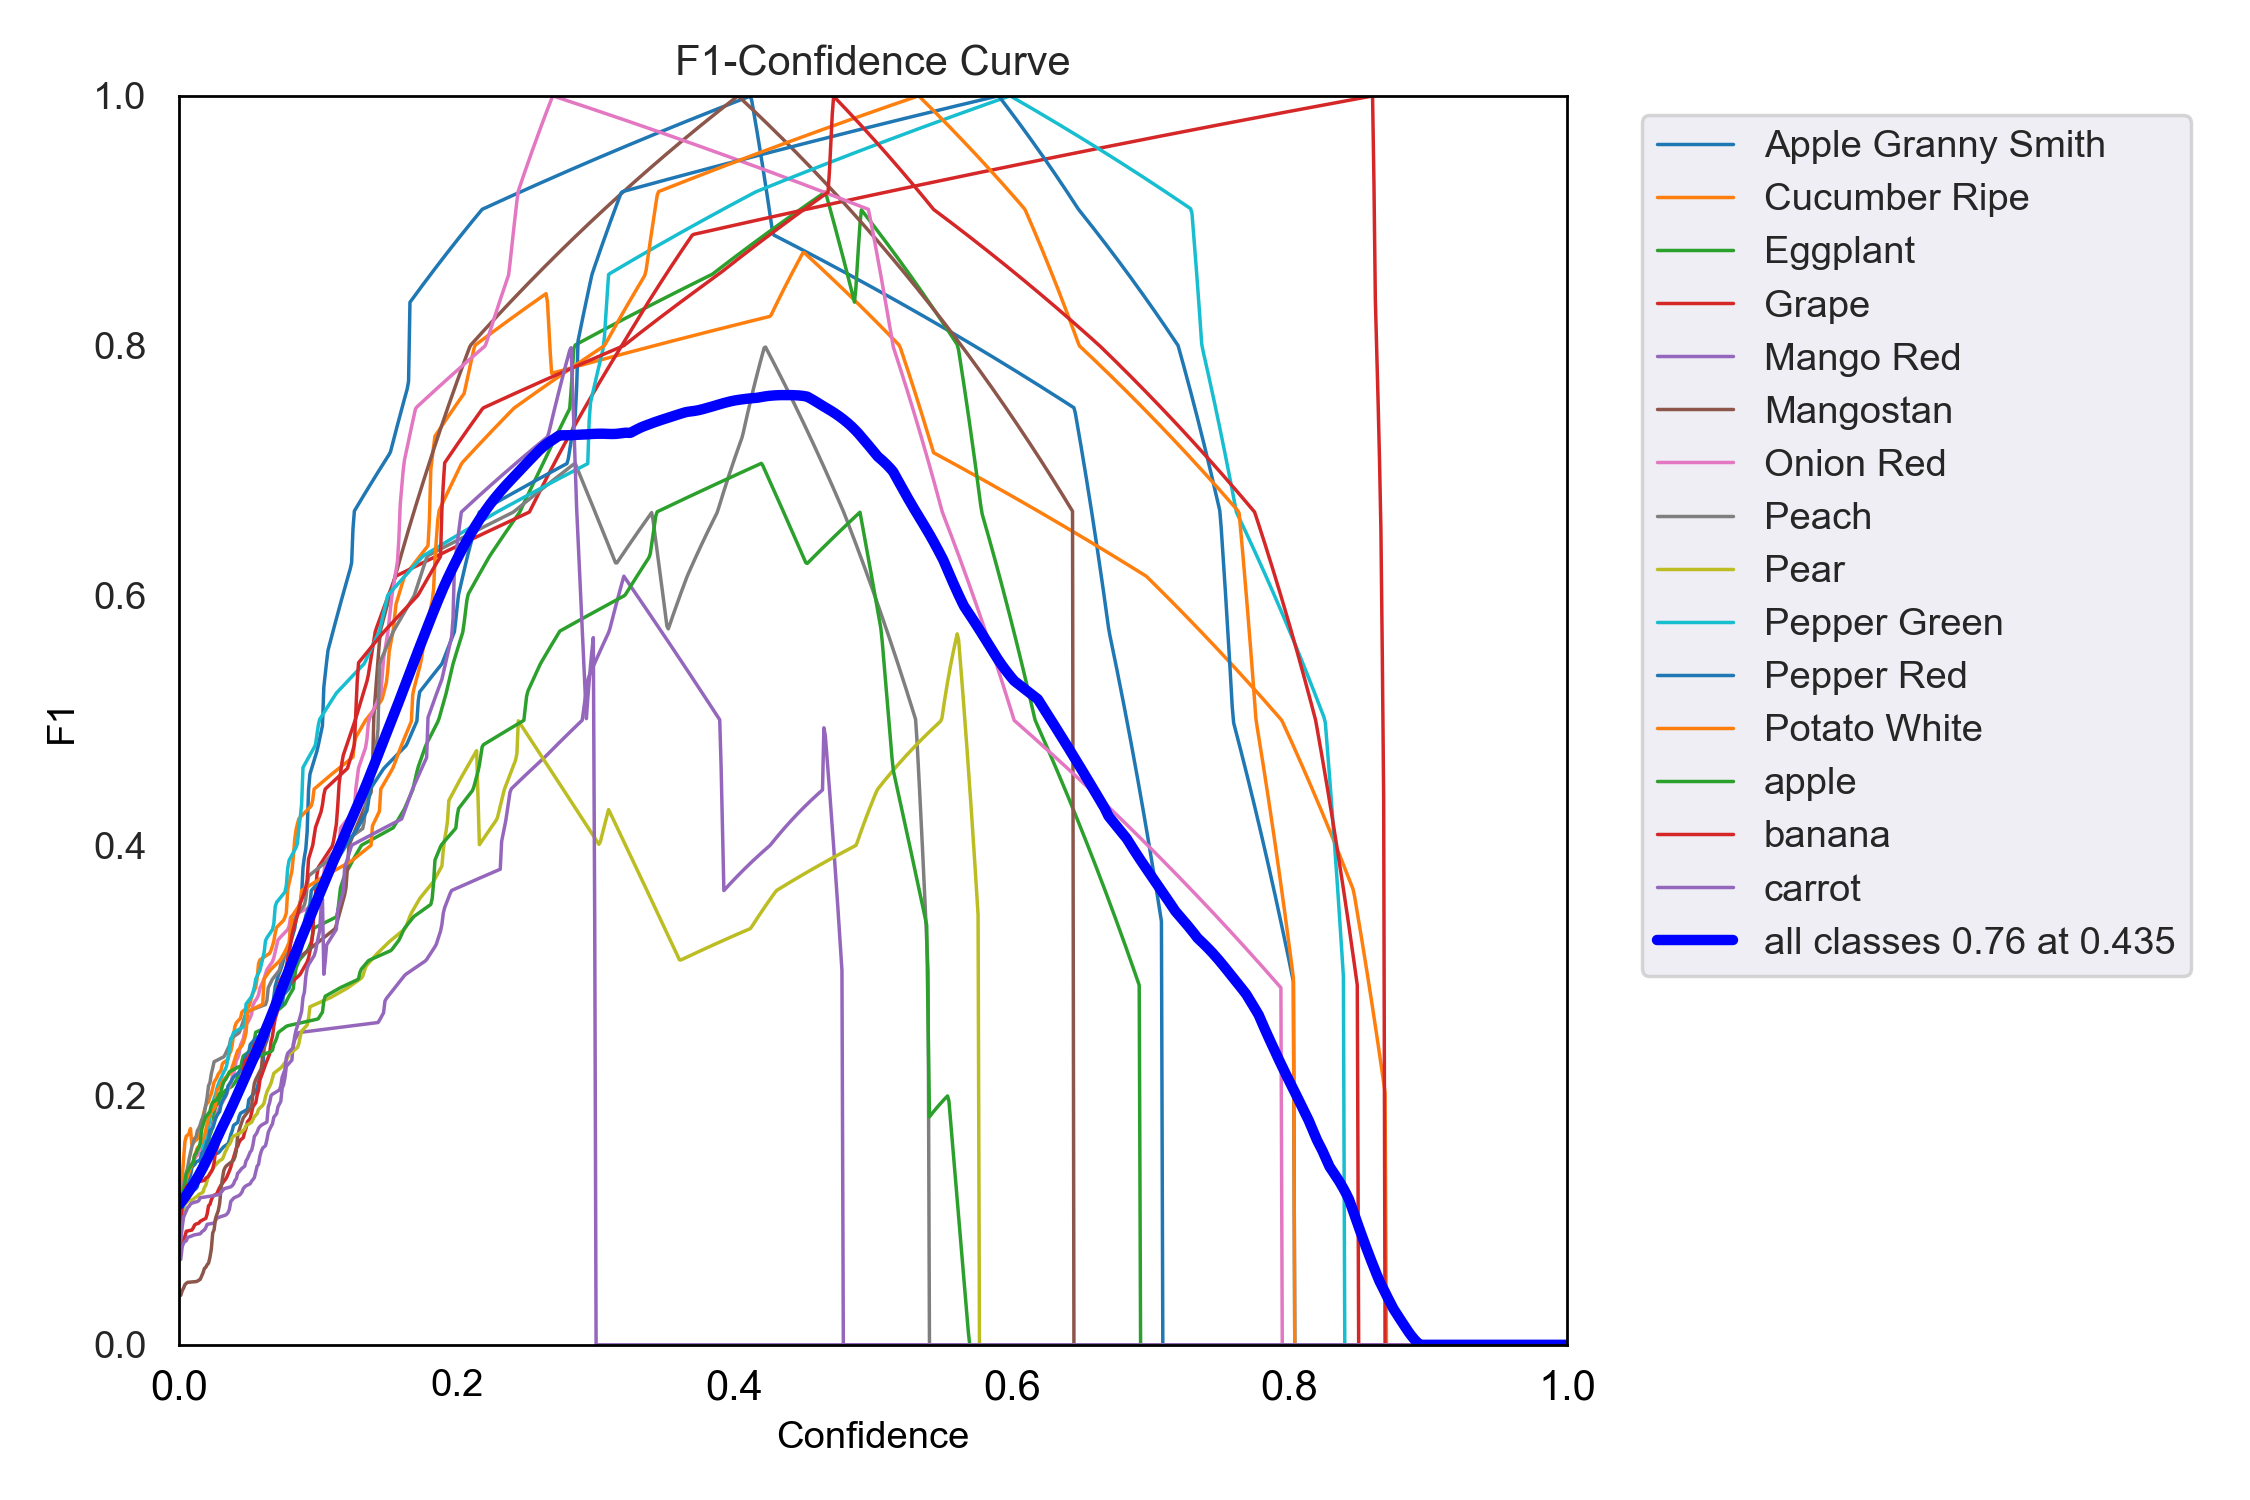 F1-Confidence Curve
1.0
0.8
0.6
0.4
0.2
0.0
F1
0.0 0.2 0.4 0.6 0.8 1.0
Confidence
Apple Granny Smith
Cucumber Ripe
Eggplant
Grape
Mango Red
Mangostan
Onion Red
Peach
Pear
Pepper Green
Pepper Red
Potato White
apple
banana
carrot
all classes 0.76 at 0.435